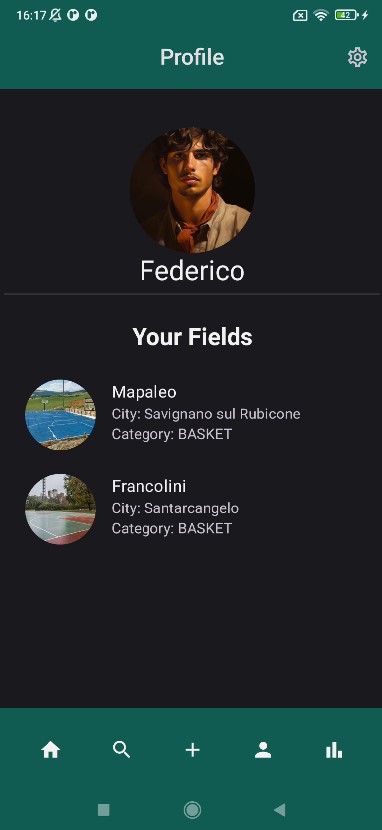 16:17
42
Profile
Federico
Your Fields
Mapaleo
City: Savignano sul Rubicone
Category: BASKET
Francolini
City: Santarcangelo
Category: BASKET